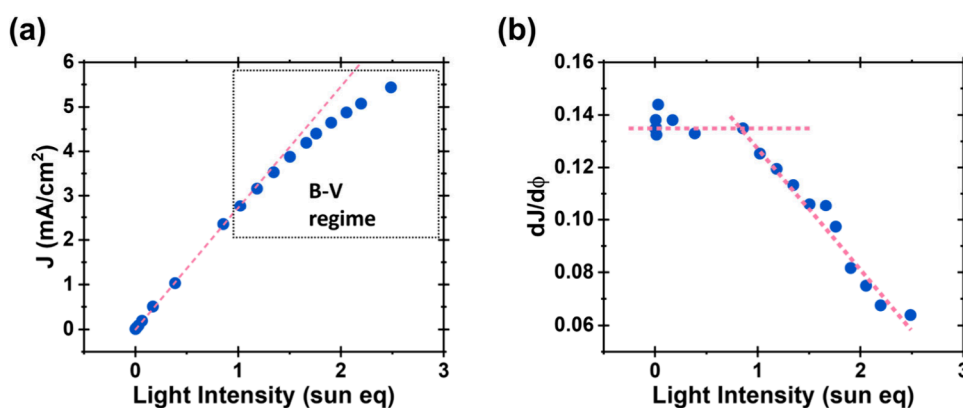 (a)
J (mA/cm²)
6
5
4
3
2
1
0
B-V
regime
0
1
2
3
Light Intensity (sun eq)
(b)
dJ/dϕ
0.16
0.14
0.12
0.10
0.08
0.06
0
1
2
3
Light Intensity (sun eq)